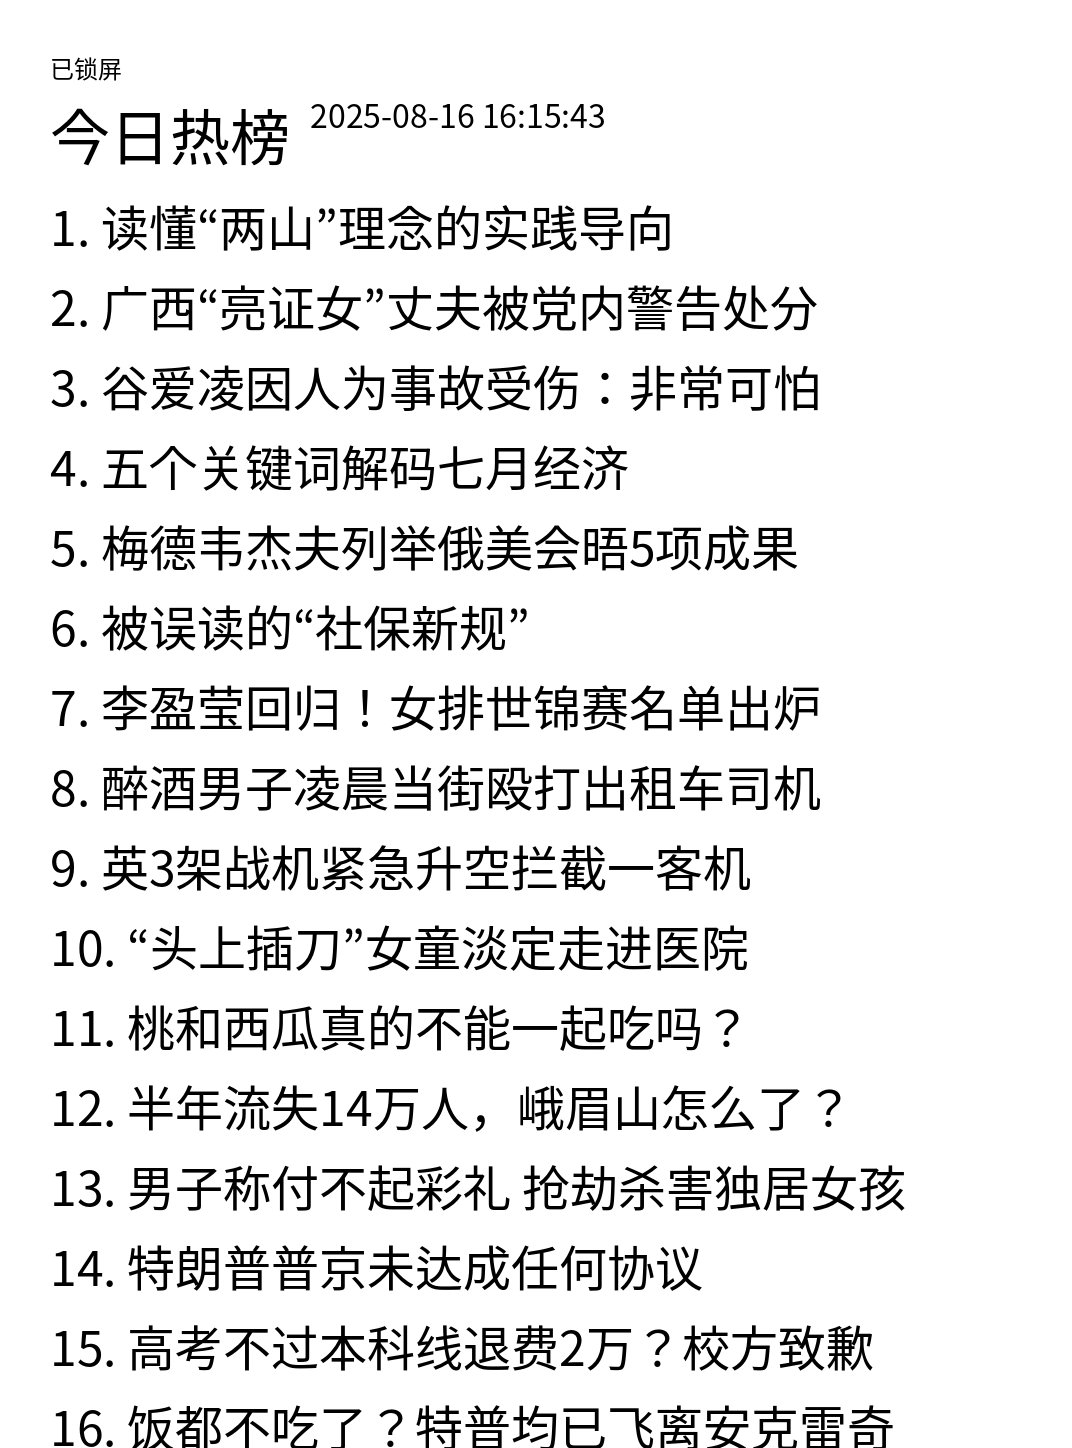 已锁屏
今日热榜 2025-08-16 16:15:43
1. 读懂“两山”理念的实践导向
2. 广西“亮证女”丈夫被党内警告处分
3. 谷爱凌因人为事故受伤：非常可怕
4. 五个关键词解码七月经济
5. 梅德韦杰夫列举俄美会晤5项成果
6. 被误读的“社保新规”
7. 李盈莹回归！女排世锦赛名单出炉
8. 醉酒男子凌晨当街殴打出租车司机
9. 英3架战机紧急升空拦截一客机
10. “头上插刀”女童淡定走进医院
11. 桃和西瓜真的不能一起吃吗？
12. 半年流失14万人，峨眉山怎么了？
13. 男子称付不起彩礼 抢劫杀害独居女孩
14. 特朗普普京未达成任何协议
15. 高考不过本科线退费2万？校方致歉
16. 饭都不吃了？特普均已飞离安克雷奇